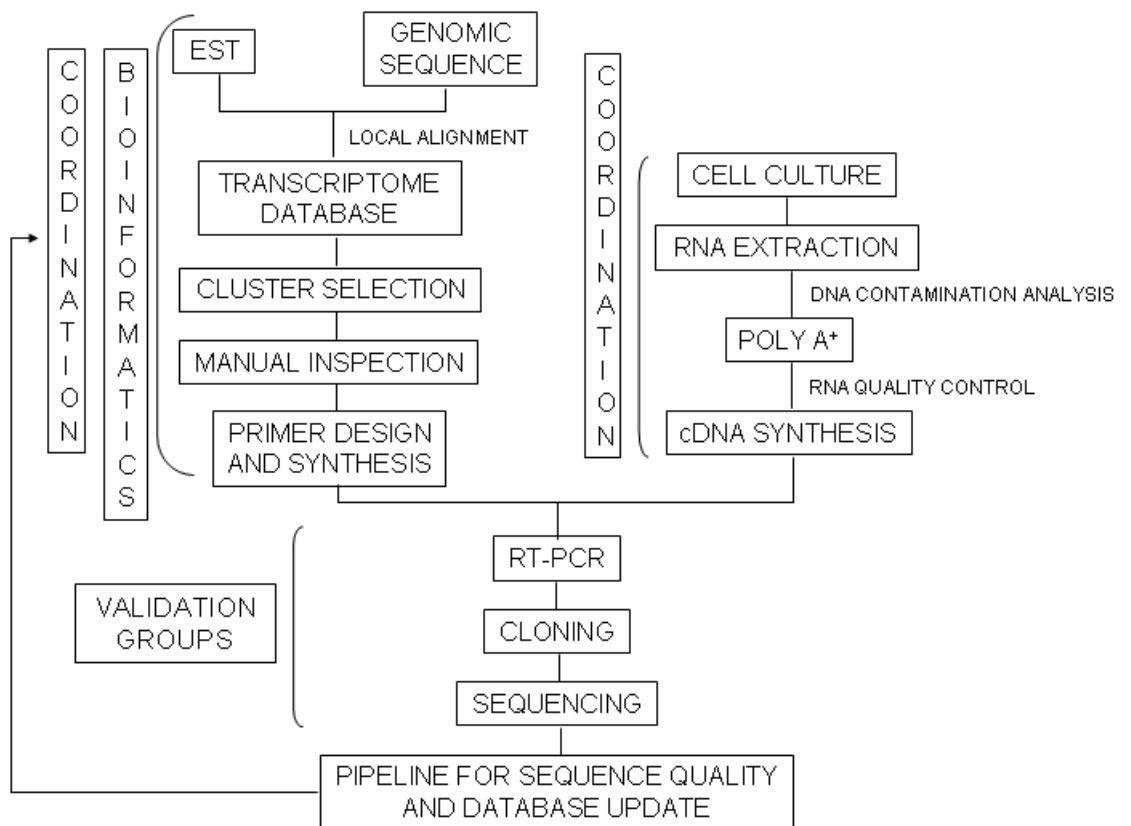 COORDINATION
BIOINFORMATICS
EST
GENOMIC
SEQUENCE
LOCAL ALIGNMENT
TRANSCRIPTOME
DATABASE
CLUSTER SELECTION
MANUAL INSPECTION
PRIMER DESIGN
AND SYNTHESIS
COORDINATION
CELL CULTURE
RNA EXTRACTION
DNA CONTAMINATION ANALYSIS
POLY A⁺
RNA QUALITY CONTROL
cDNA SYNTHESIS
VALIDATION
GROUPS
RT-PCR
CLONING
SEQUENCING
PIPELINE FOR SEQUENCE QUALITY
AND DATABASE UPDATE